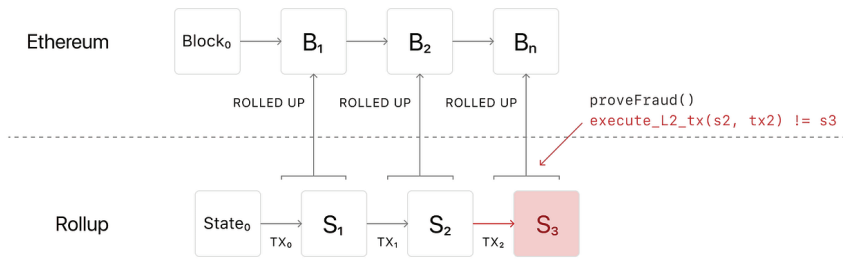 Ethereum
Block₀
B₁
B₂
Bₙ
ROLLED UP
ROLLED UP
ROLLED UP
proveFraud()
execute_L2_tx(s2, tx2) != s3
Rollup
State₀
S₁
S₂
S₃
TX₀
TX₁
TX₂